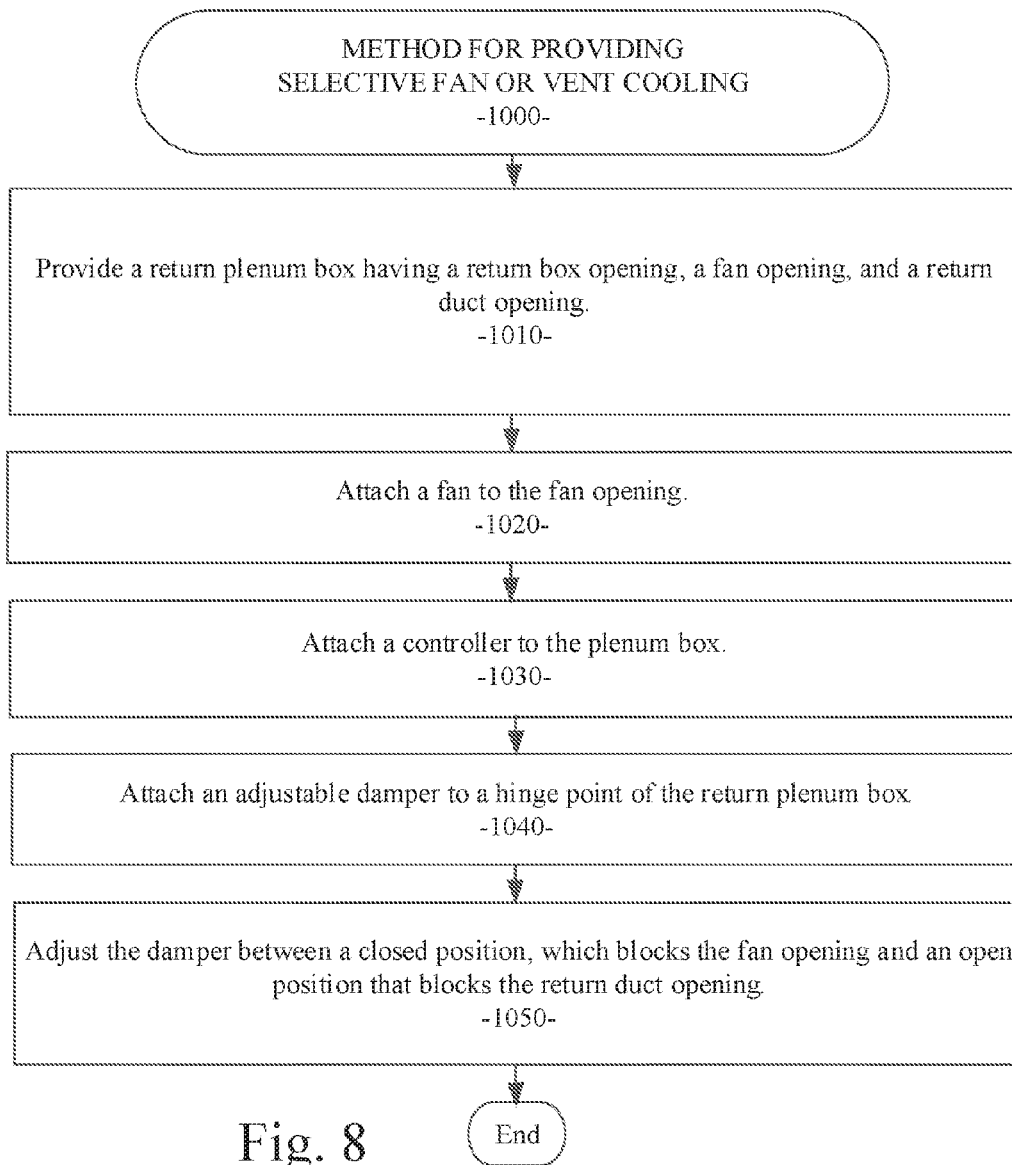 METHOD FOR PROVIDING
SELECTIVE FAN OR VENT COOLING
-1000-
Provide a return plenum box having a return box opening, a fan opening, and a return
duct opening.
-1010-
Attach a fan to the fan opening.
-1020-
Attach a controller to the plenum box.
-1030-
Attach an adjustable damper to a hinge point of the return plenum box
-1040-
Adjust the damper between a closed position, which blocks the fan opening and an open
position that blocks the return duct opening.
-1050-
Fig. 8
End